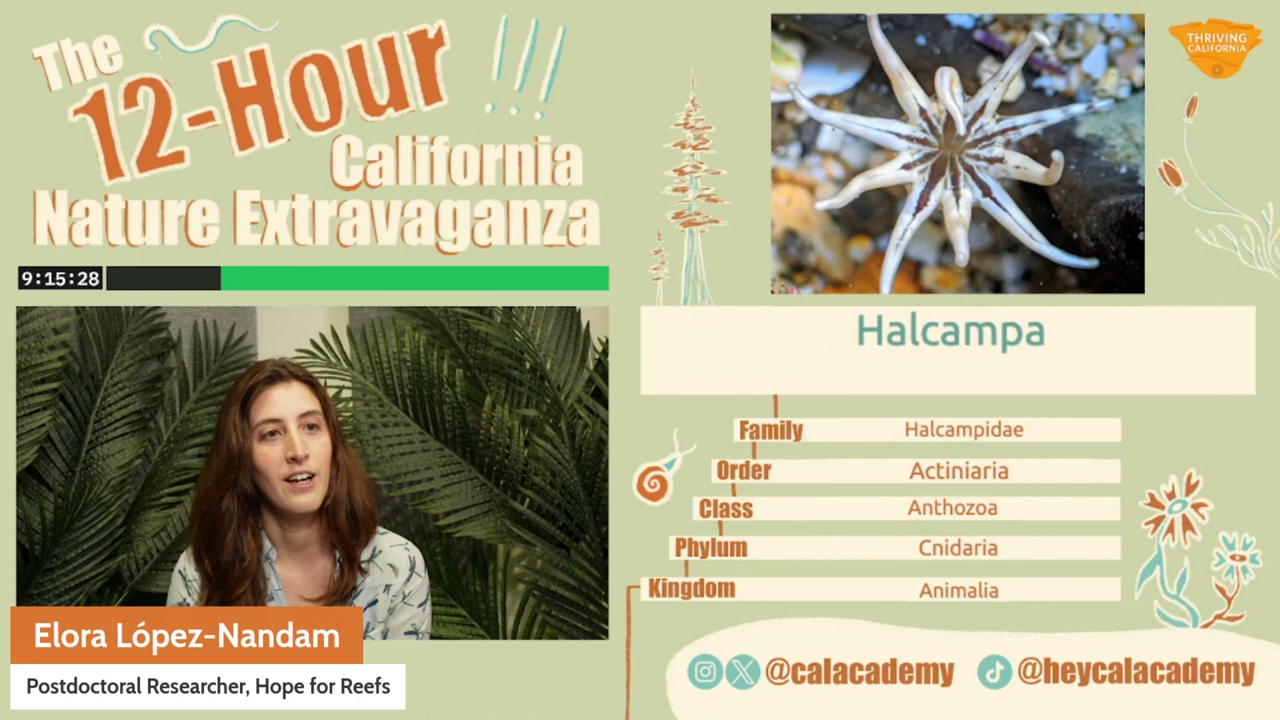 The
12-Hour !!!
California
Nature Extravaganza
9:15:28
THRIVING
CALIFORNIA
Halcampa
Family Halcampidae
Order Actiniaria
Class Anthozoa
Phylum Cnidaria
Kingdom Animalia
Elora López-Nandam
Postdoctoral Researcher, Hope for Reefs
@calacademy @heycalacademy